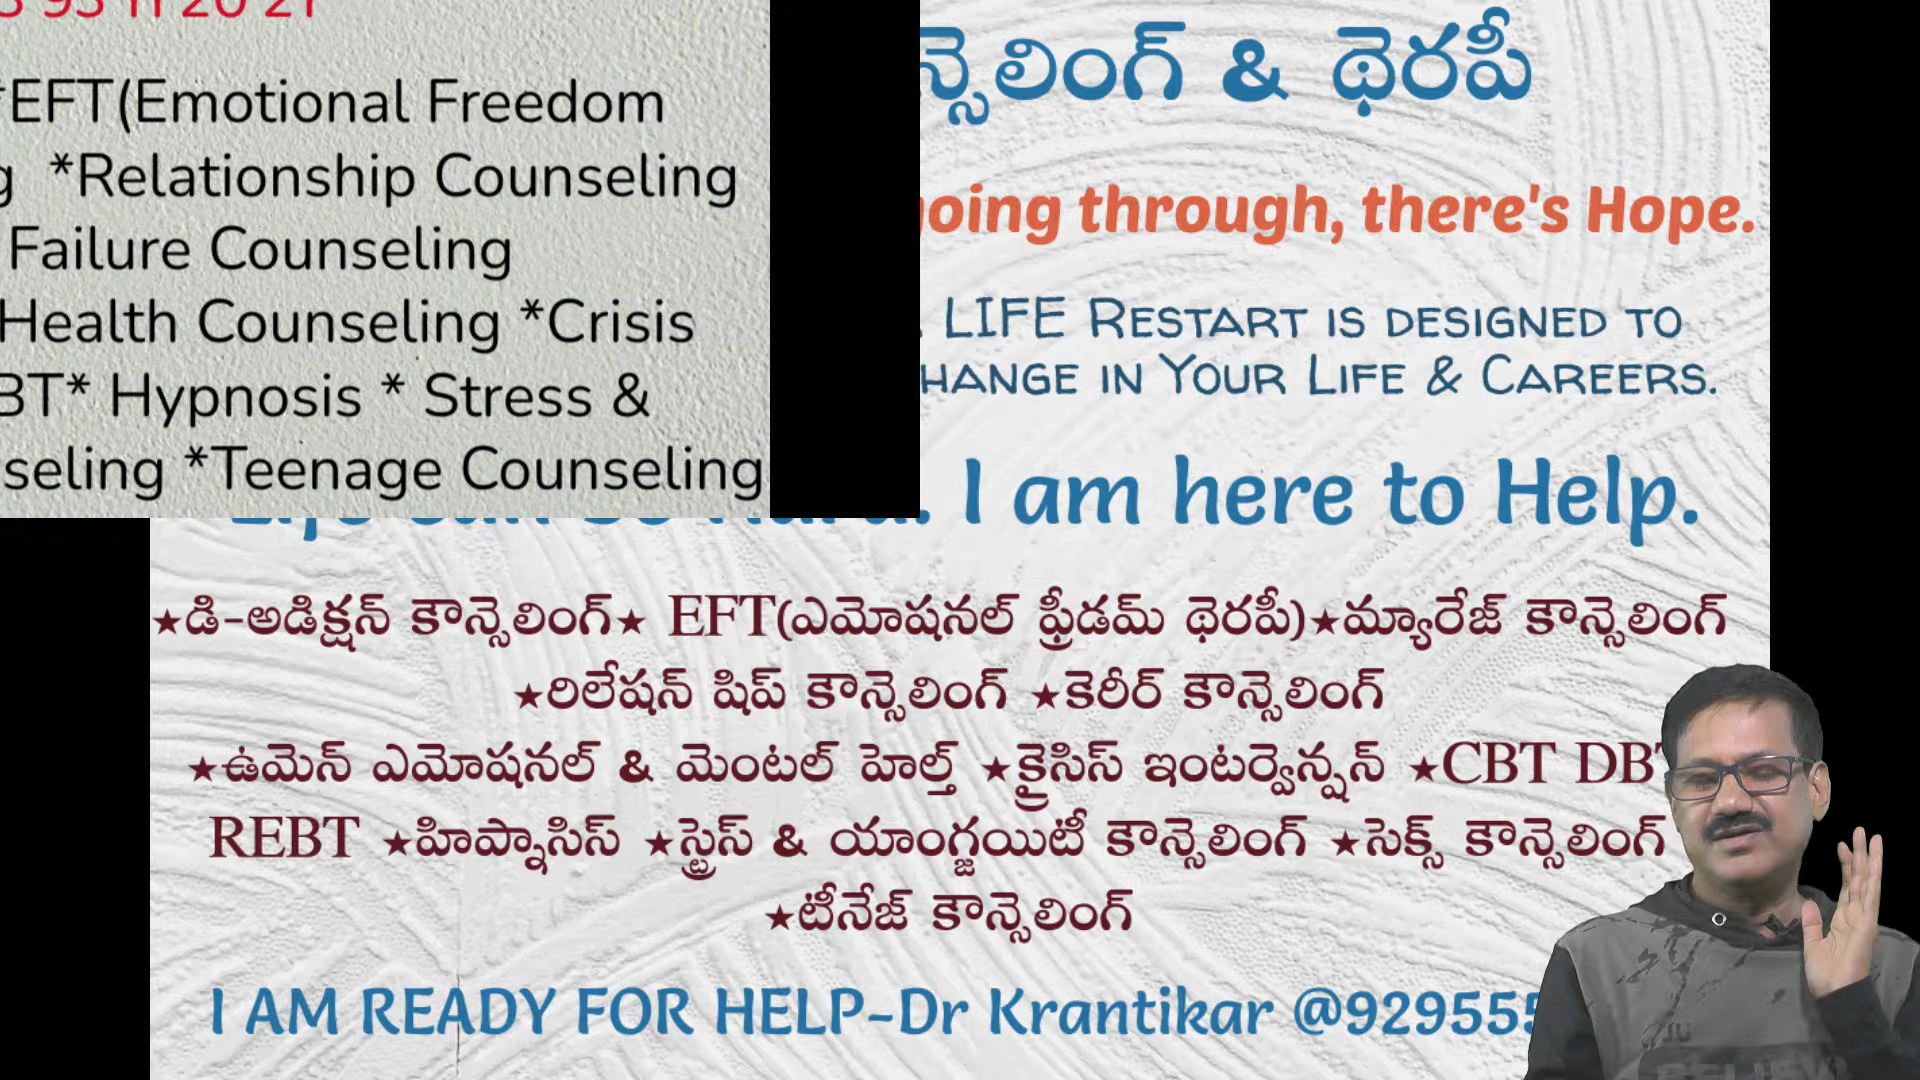 *EFT(Emotional Freedom
*Relationship Counseling
Failure Counseling
Health Counseling *Crisis
BT* Hypnosis * Stress &
seling *Teenage Counseling
న్సెలింగ్ & థెరపీ
going through, there's Hope.
LIFE RESTART IS DESIGNED TO
HANGE IN YOUR LIFE & CAREERS.
I am here to Help.
★డి-అడిక్షన్ కౌన్సెలింగ్★ EFT(ఎమోషనల్ ఫ్రీడమ్ థెరపీ)★మ్యారేజ్ కౌన్సెలింగ్
★రిలేషన్ షిప్ కౌన్సెలింగ్ ★కెరీర్ కౌన్సెలింగ్
★ఉమెన్ ఎమోషనల్ & మెంటల్ హెల్త్ ★క్రైసిస్ ఇంటర్వెన్షన్ ★CBT DBT
REBT ★హిప్నాసిస్ ★స్ట్రెస్ & యాంగ్జయిటీ కౌన్సెలింగ్ ★సెక్స్ కౌన్సెలింగ్
★టీనేజ్ కౌన్సెలింగ్
I AM READY FOR HELP-Dr Krantikar @929555